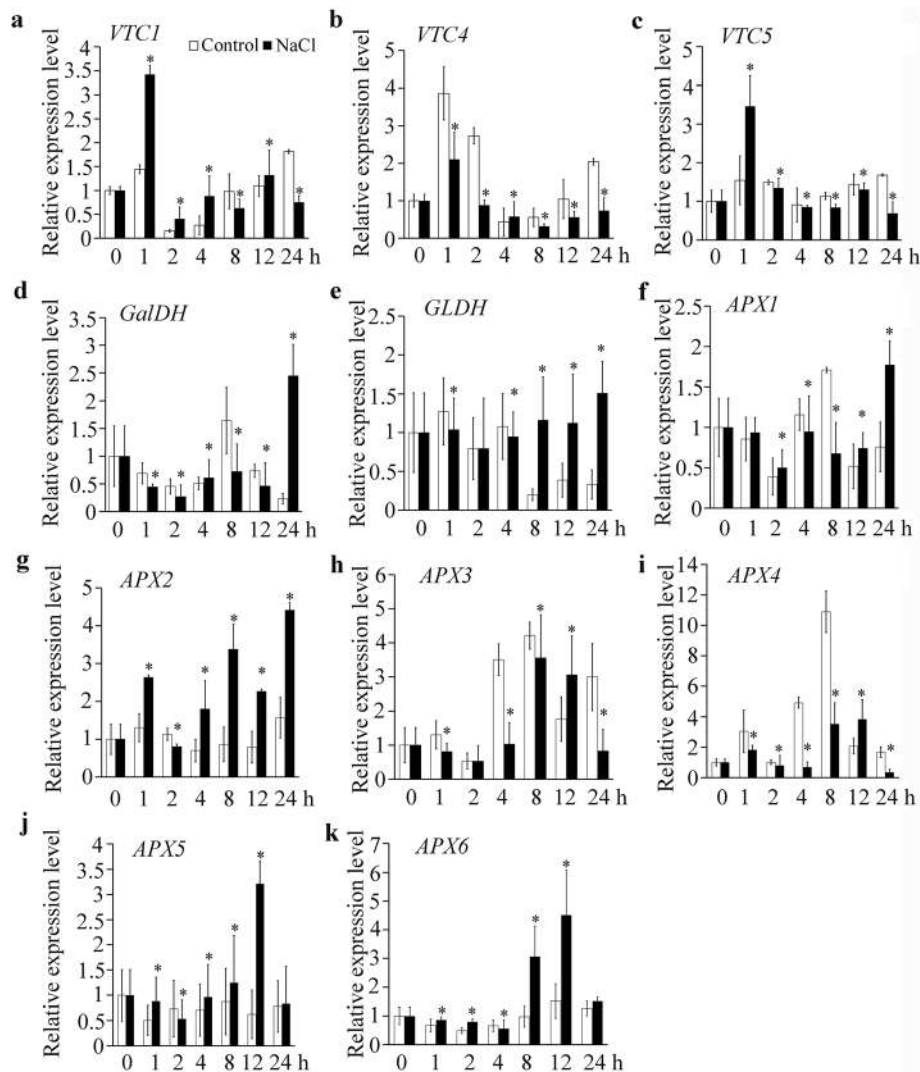 a
VTC1
Control
NaCl
Relative expression level
4
3.5
3
2.5
2
1.5
1
0.5
0
* * * * * *
0 1 2 4 8 12 24 h
b
VTC4
Relative expression level
5
4
3
2
1
0
* * * * * *
0 1 2 4 8 12 24 h
c
VTC5
Relative expression level
5
4
3
2
1
0
* * * * * *
0 1 2 4 8 12 24 h
d
GalDH
Relative expression level
3.5
3
2.5
2
1.5
1
0.5
0
* * * * * *
0 1 2 4 8 12 24 h
e
GLDH
Relative expression level
2.5
2
1.5
1
0.5
0
* * * * *
0 1 2 4 8 12 24 h
f
APX1
Relative expression level
2.5
2
1.5
1
0.5
0
* * * * *
0 1 2 4 8 12 24 h
g
APX2
Relative expression level
5
4
3
2
1
0
* * * * * *
0 1 2 4 8 12 24 h
h
APX3
Relative expression level
6
5
4
3
2
1
0
* * * * *
0 1 2 4 8 12 24 h
i
APX4
Relative expression level
14
12
10
8
6
4
2
0
* * * * * *
0 1 2 4 8 12 24 h
j
APX5
Relative expression level
4
3.5
3
2.5
2
1.5
1
0.5
0
* * * * *
0 1 2 4 8 12 24 h
k
APX6
Relative expression level
7
6
5
4
3
2
1
0
* * * * *
0 1 2 4 8 12 24 h